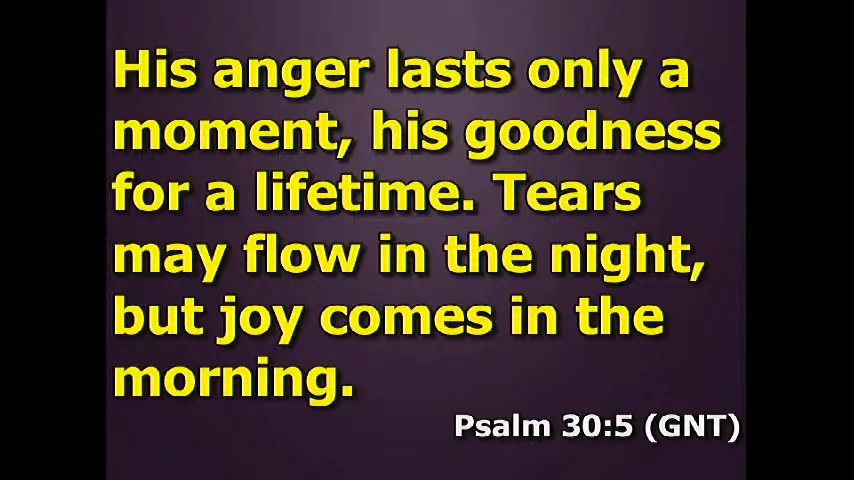 His anger lasts only a
moment, his goodness
for a lifetime. Tears
may flow in the night,
but joy comes in the
morning.
Psalm 30:5 (GNT)